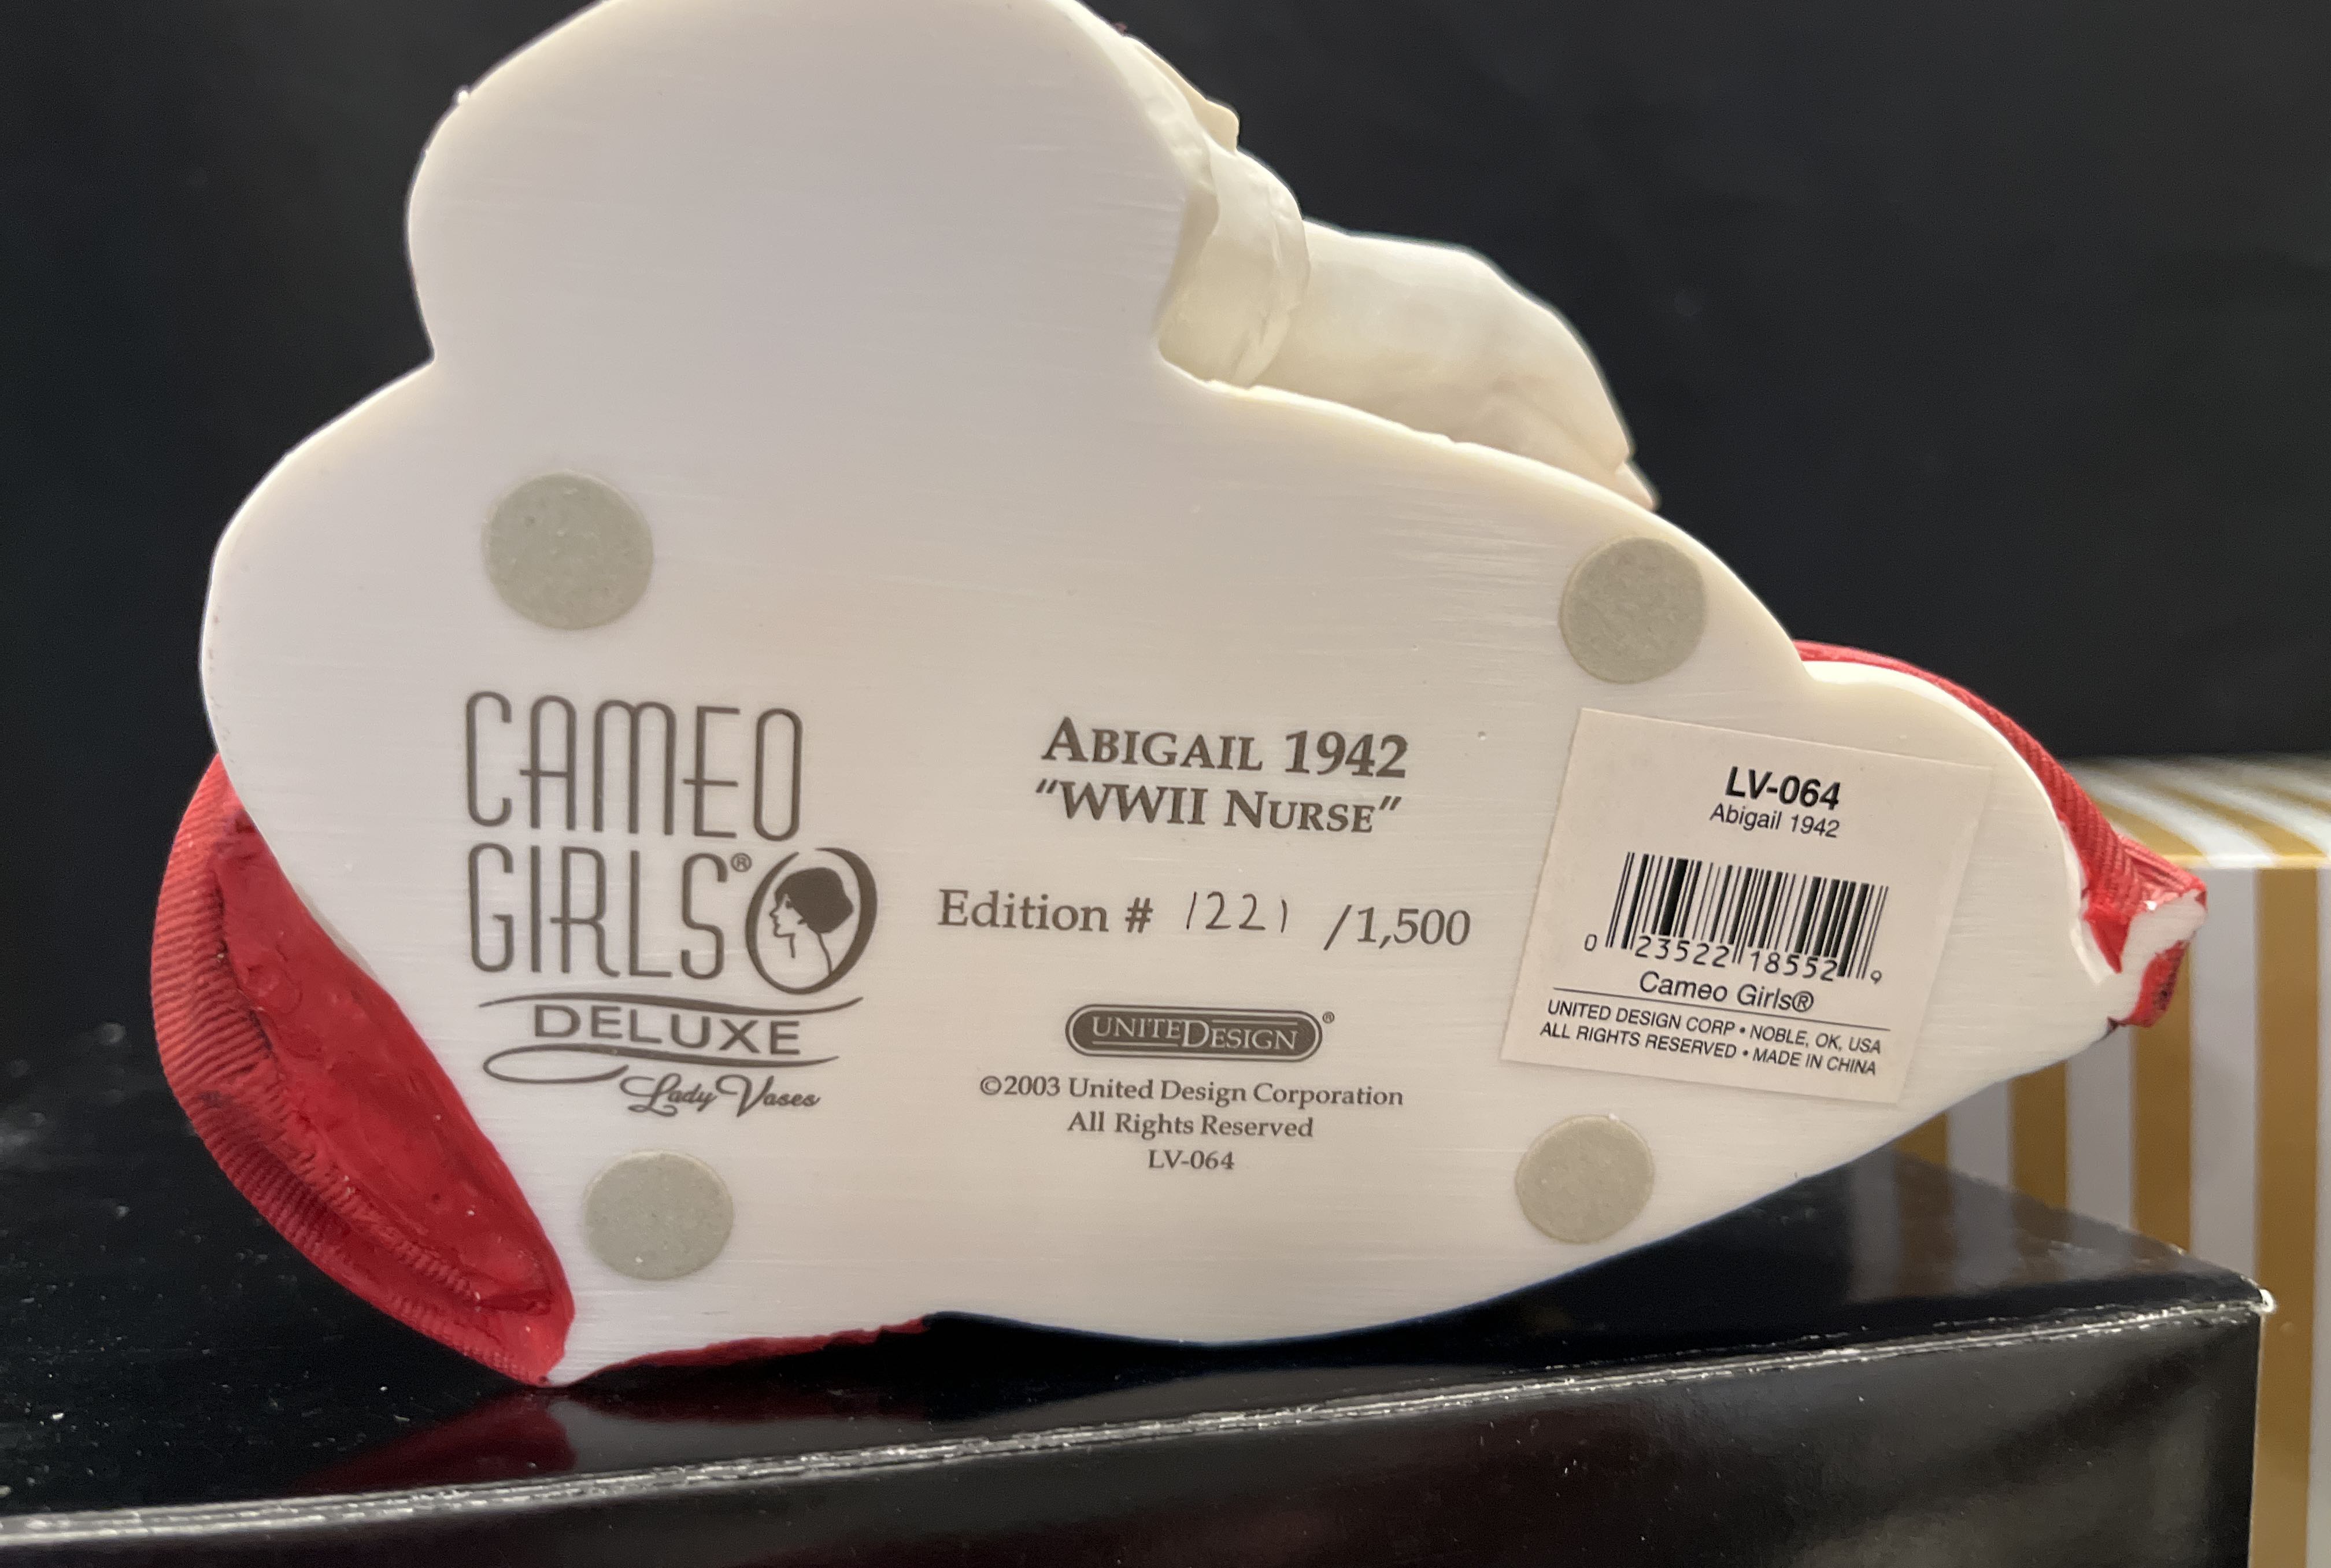 CAMEO
GIRLS®
DELUXE
Lady Vases
ABIGAIL 1942
"WWII NURSE"
Edition # 1221 /1,500
UNITEDESIGN®
©2003 United Design Corporation
All Rights Reserved
LV-064
LV-064
Abigail 1942
0 23522 18552 9
Cameo Girls®
UNITED DESIGN CORP • NOBLE, OK, USA
ALL RIGHTS RESERVED • MADE IN CHINA